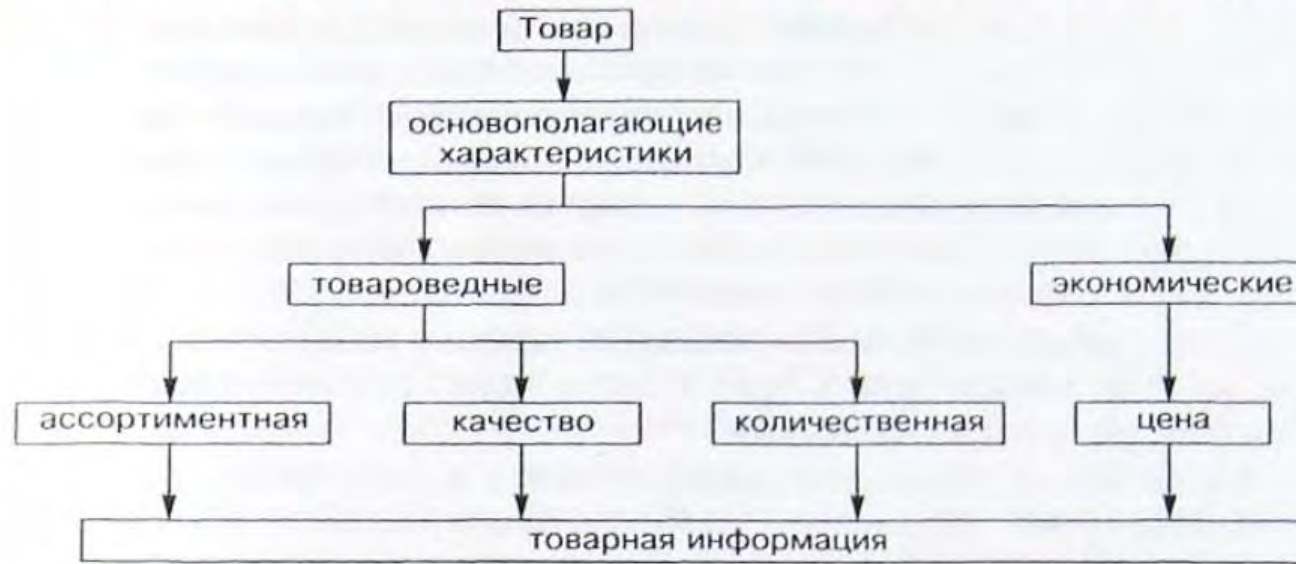 Товар
основополагающие
характеристики
товароведные
экономические
ассортиментная
качество
количественная
цена
товарная информация